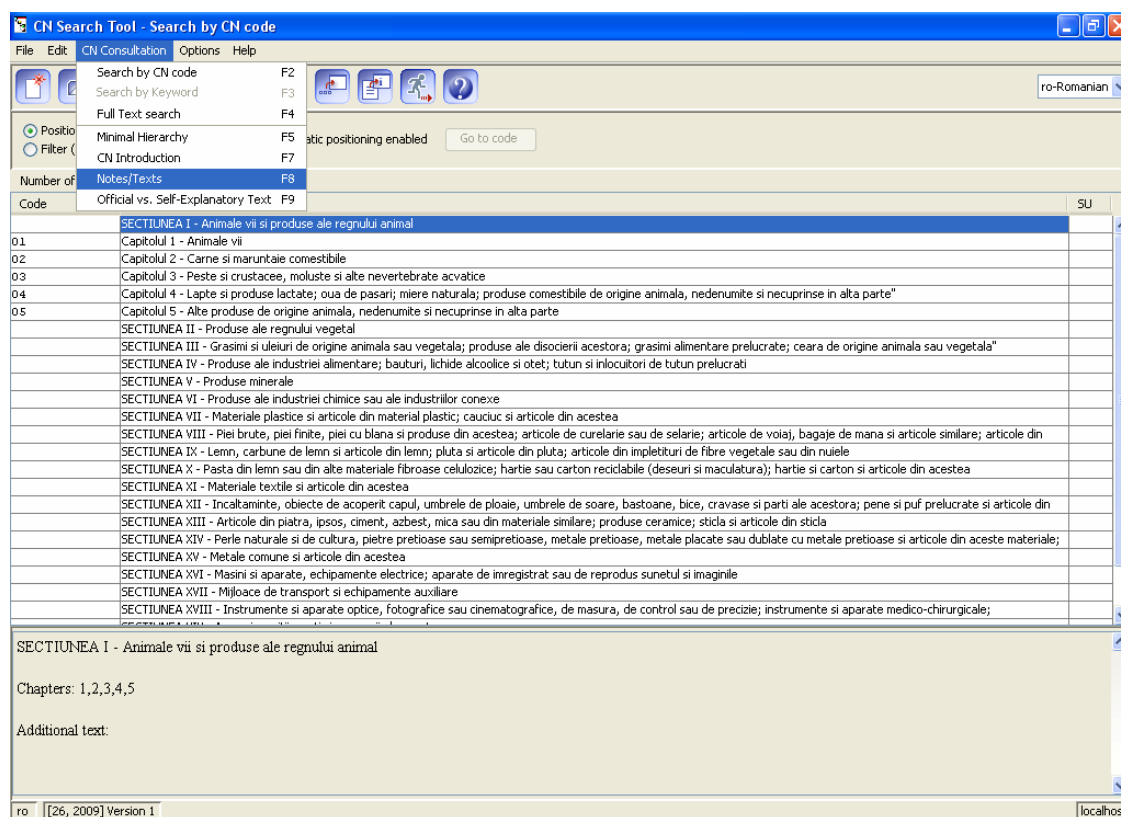 CN Search Tool - Search by CN code
File Edit CN Consultation Options Help
Search by CN code F2
Search by Keyword F3
Full Text search F4
Minimal Hierarchy F5
CN Introduction F7
Notes/Texts F8
Official vs. Self-Explanatory Text F9
ro-Romanian
Positio
Filter (
atic positioning enabled Go to code
Number of
Code SU
SECTIUNEA I - Animale vii si produse ale regnului animal
01 Capitolul 1 - Animale vii
02 Capitolul 2 - Carne si maruntaie comestibile
03 Capitolul 3 - Peste si crustacee, moluste si alte nevertebrate acvatice
04 Capitolul 4 - Lapte si produse lactate; oua de pasari; miere naturala; produse comestibile de origine animala, nedenumite si necuprinse in alta parte"
05 Capitolul 5 - Alte produse de origine animala, nedenumite si necuprinse in alta parte
SECTIUNEA II - Produse ale regnului vegetal
SECTIUNEA III - Grasimi si uleiuri de origine animala sau vegetala; produse ale disocierii acestora; grasimi alimentare prelucrate; ceara de origine animala sau vegetala"
SECTIUNEA IV - Produse ale industriei alimentare; bauturi, lichide alcoolice si otet; tutun si inlocuitori de tutun prelucrati
SECTIUNEA V - Produse minerale
SECTIUNEA VI - Produse ale industriei chimice sau ale industriilor conexe
SECTIUNEA VII - Materiale plastice si articole din material plastic; cauciuc si articole din acestea
SECTIUNEA VIII - Piei brute, piei finite, piei cu blana si produse din acestea; articole de curelarie sau de selarie; articole de voiaj, bagaje de mana si articole similare; articole din
SECTIUNEA IX - Lemn, carbune de lemn si articole din lemn; pluta si articole din pluta; articole din impletituri de fibre vegetale sau din nuiele
SECTIUNEA X - Pasta din lemn sau din alte materiale fibroase celulozice; hartie sau carton reciclabile (deseuri si maculatura); hartie si carton si articole din acestea
SECTIUNEA XI - Materiale textile si articole din acestea
SECTIUNEA XII - Incaltaminte, obiecte de acoperit capul, umbrele de ploaie, umbrele de soare, bastoane, bice, cravase si parti ale acestora; pene si puf prelucrate si articole din
SECTIUNEA XIII - Articole din piatra, ipsos, ciment, azbest, mica sau din materiale similare; produse ceramice; sticla si articole din sticla
SECTIUNEA XIV - Perle naturale si de cultura, pietre pretioase sau semipretioase, metale pretioase, metale placate sau dublate cu metale pretioase si articole din aceste materiale;
SECTIUNEA XV - Metale comune si articole din acestea
SECTIUNEA XVI - Masini si aparate, echipamente electrice; aparate de imregistrat sau de reprodus sunetul si imaginile
SECTIUNEA XVII - Mijloace de transport si echipamente auxiliare
SECTIUNEA XVIII - Instrumente si aparate optice, fotografice sau cinematografice, de masura, de control sau de precizie; instrumente si aparate medico-chirurgicale;
SECTIUNEA I - Animale vii si produse ale regnului animal
Chapters: 1,2,3,4,5
Additional text:
ro [26, 2009] Version 1 localhos